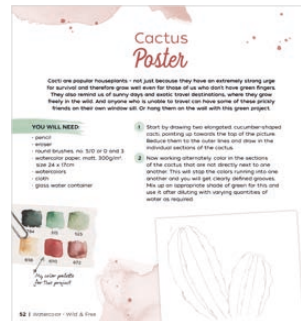 Cactus
Poster
Cacti are popular houseplants - not just because they have an extremely strong urge
for survival and therefore grow well even for those of us who don't have green fingers.
They also remind us of sunny days and exotic travel destinations, where they grow
freely in the wild. And anyone who is unable to travel can have some of these prickly
friends on their own window sill. Or hang them on the wall with this green project.
YOU WILL NEED:
- pencil
- eraser
- round brushes, no. 5/0 or 0 and 3
- watercolor paper, matt, 300g/m²,
size 24 x 17cm
- watercolors
- cloth
- glass water container
1 Start by drawing two elongated, cucumber-shaped
cacti, pointing up towards the top of the picture.
Reduce them to the outer lines and draw in the
individual sections of the cactus.
2 Now working alternately, color in the sections
of the cactus that are not directly next to one
another. This will stop the colors running into one
another and you will get clearly defined grooves.
Mix up an appropriate shade of green for this and
use it after diluting with varying quantities of
water as required.
My color palette
for this project
52 | Watercolor - Wild & Free